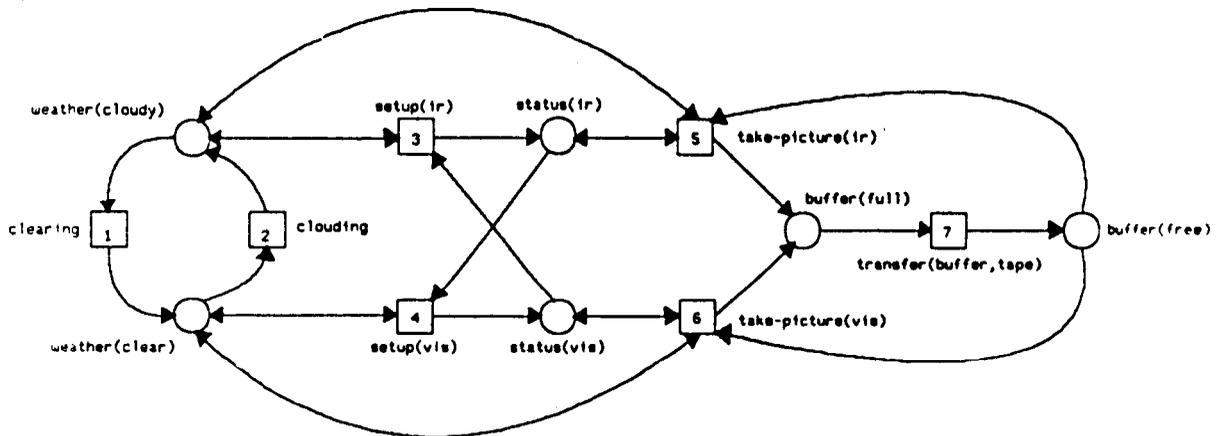 weather(cloudy)
setup(ir)
status(ir)
3
5
take-picture(ir)
buffer(full)
clearing
1
2
clouding
7
buffer(free)
transfer(buffer,tape)
4
6
take-picture(vis)
weather(clear)
setup(vis)
status(vis)